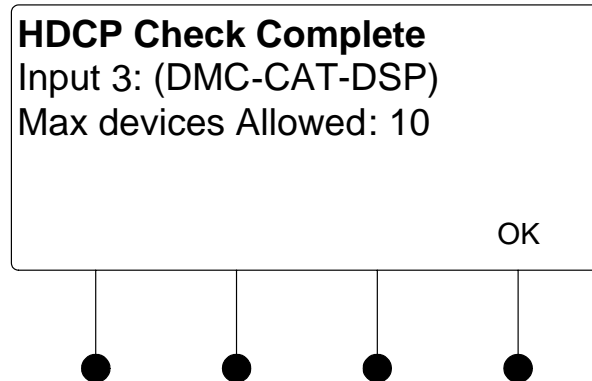 HDCP Check Complete
Input 3: (DMC-CAT-DSP)
Max devices Allowed: 10
OK